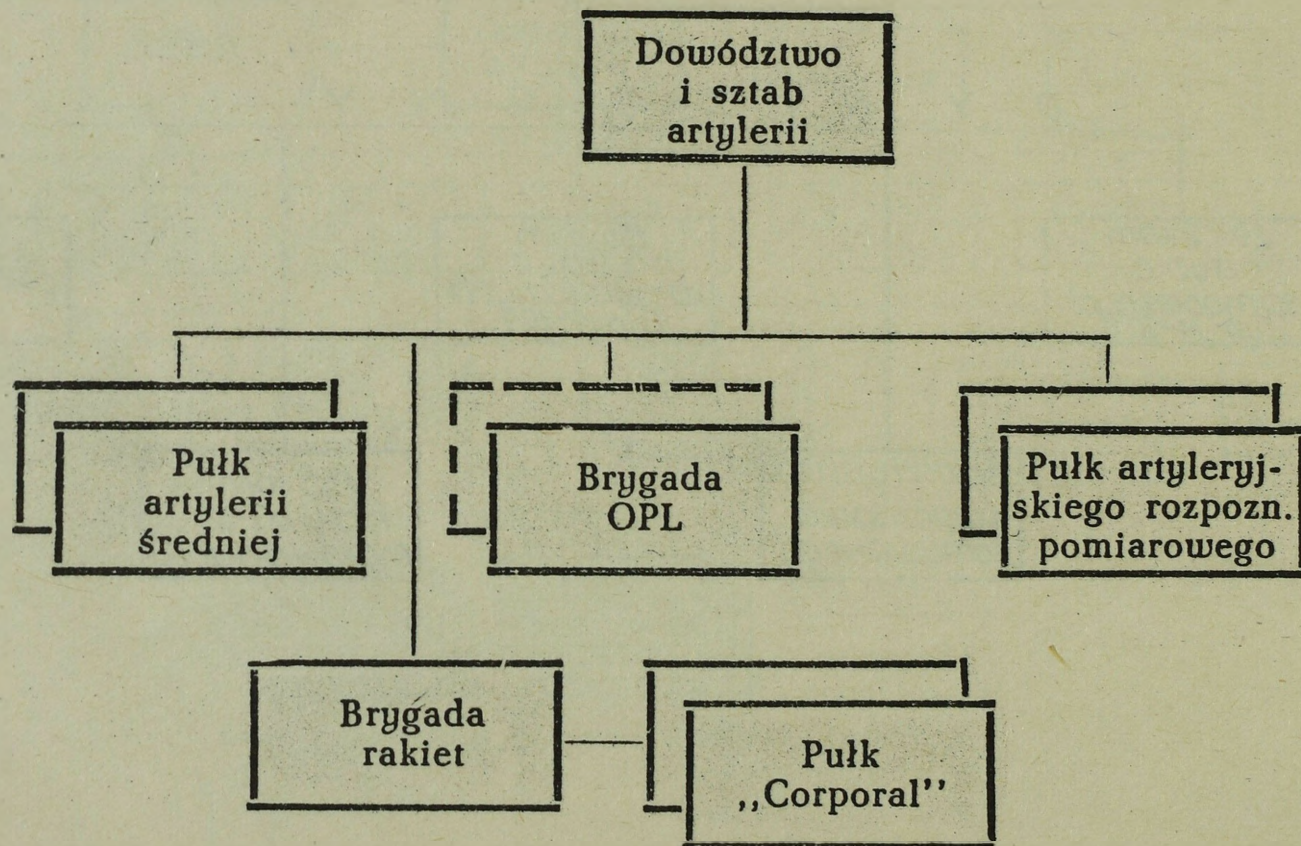 Dowództwo
i sztab
artylerii
Pułk
artylerii
średniej
Brygada
OPL
Pułk artyleryj-
skiego rozpozn.
pomiarowego
Brygada
rakiet
Pułk
,,Corporal’’